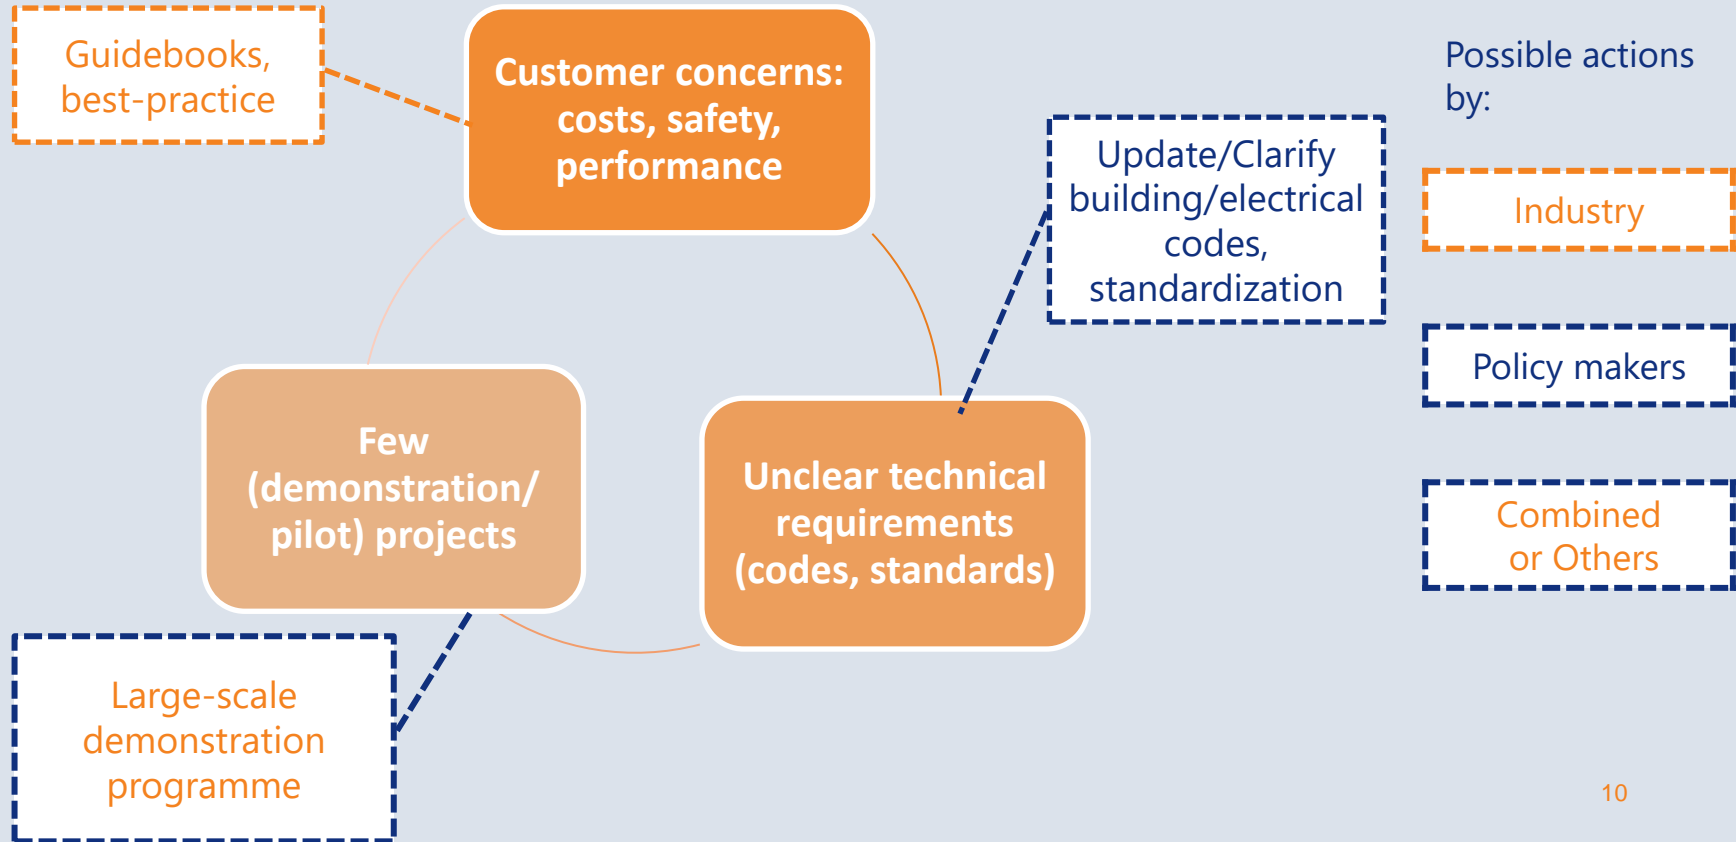 Guidebooks,
best-practice
Customer concerns:
costs, safety,
performance
Update/Clarify
building/electrical
codes,
standardization
Few
(demonstration/
pilot) projects
Unclear technical
requirements
(codes, standards)
Large-scale
demonstration
programme
Possible actions
by:
Industry
Policy makers
Combined
or Others
10